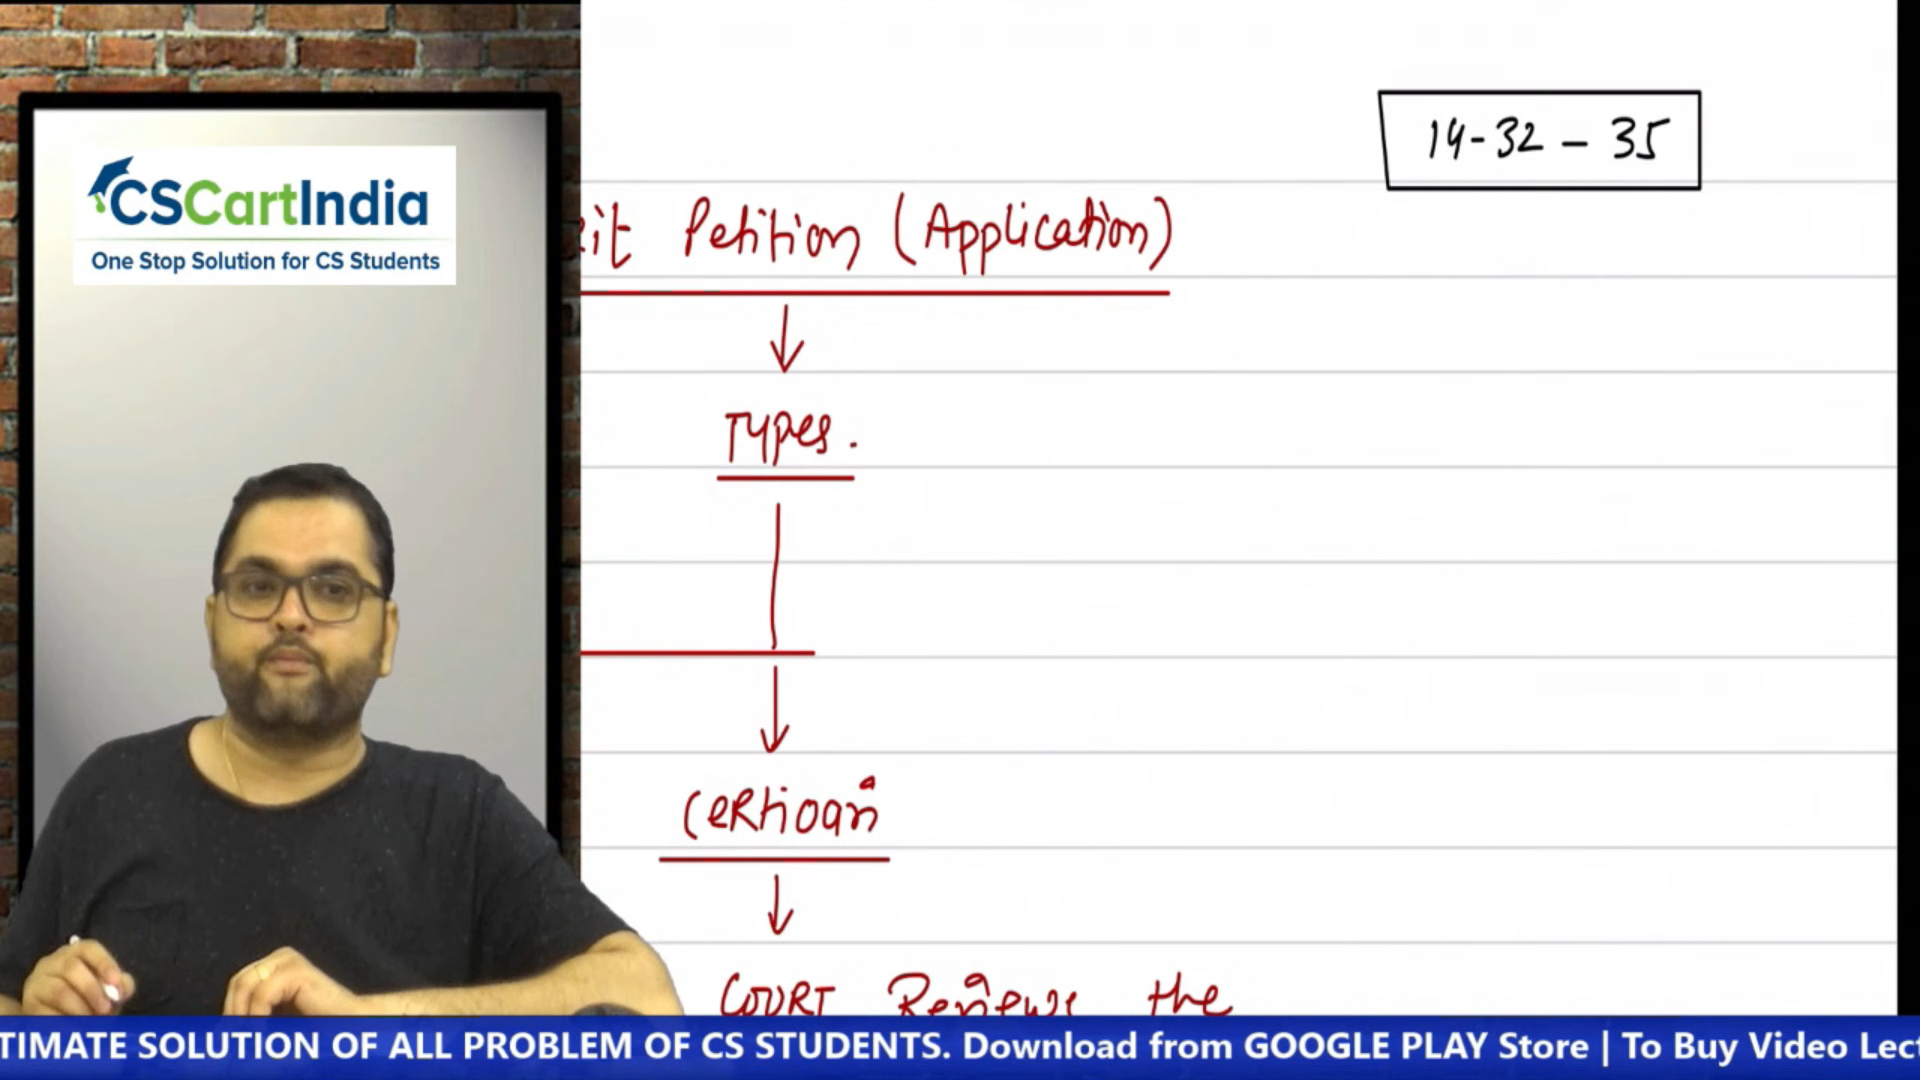 CSCartIndia
One Stop Solution for CS Students
14-32 - 35
Petition (Application)
Types.
COURT Reviews the
TIMATE SOLUTION OF ALL PROBLEM OF CS STUDENTS. Download from GOOGLE PLAY Store | To Buy Video Lect